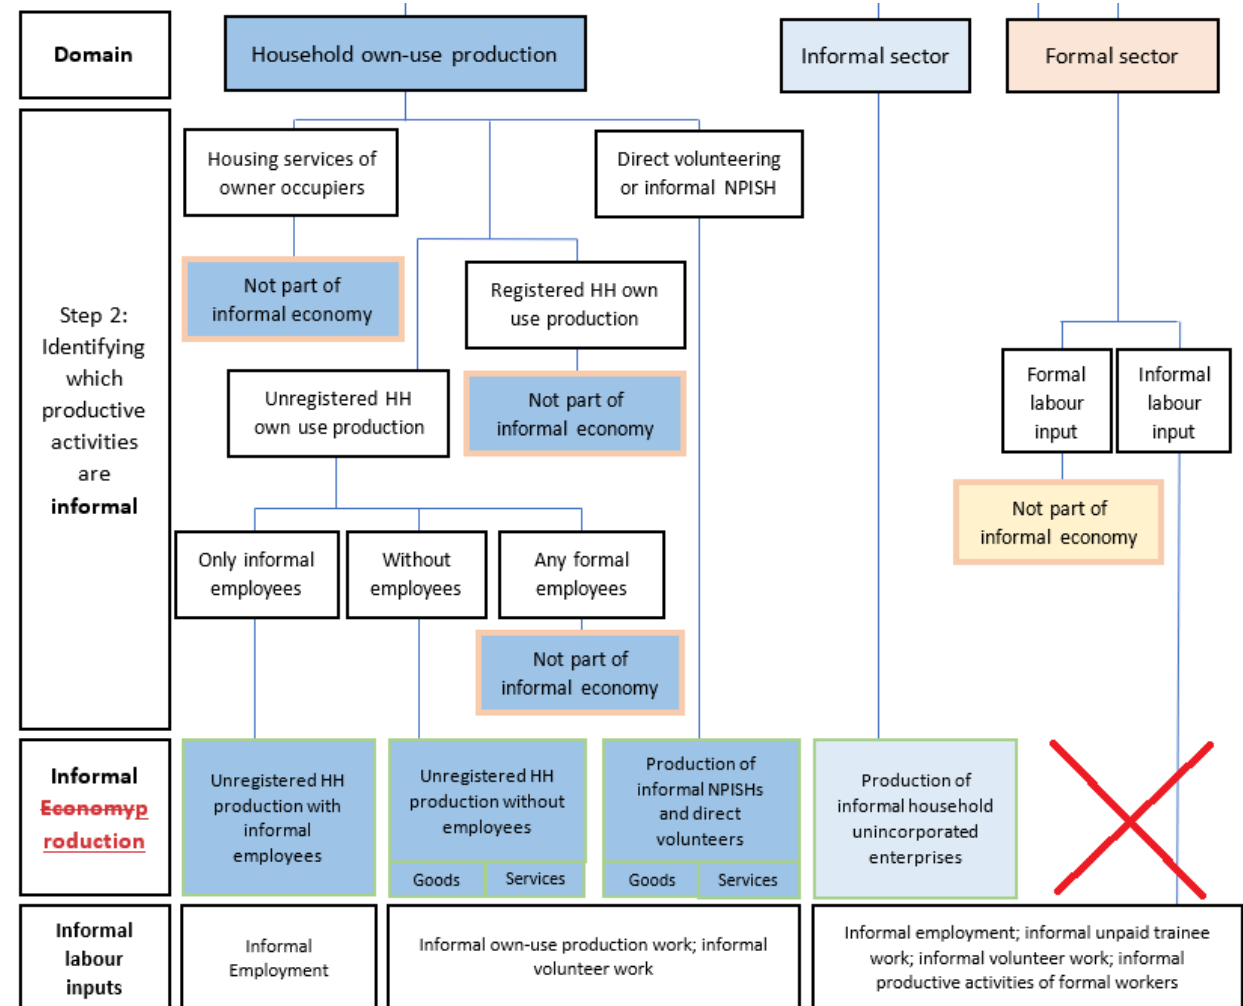 Domain
Household own-use production
Informal sector
Formal sector
Step 2:
Identifying
which
productive
activities
are
informal
Housing services of
owner occupiers
Direct volunteering
or informal NPISH
Not part of
informal economy
Registered HH own
use production
Not part of
informal economy
Unregistered HH
own use production
Formal
labour
input
Informal
labour
input
Not part of
informal economy
Only informal
employees
Without
employees
Any formal
employees
Not part of
informal economy
Informal
Economyp
roduction
Unregistered HH
production with
informal
employees
Unregistered HH
production without
employees
Goods
Services
Production of
informal NPISHs
and direct
volunteers
Goods
Services
Production of
informal household
unincorporated
enterprises
Informal
labour
inputs
Informal
Employment
Informal own-use production work; informal
volunteer work
Informal employment; informal unpaid trainee
work; informal volunteer work; informal
productive activities of formal workers